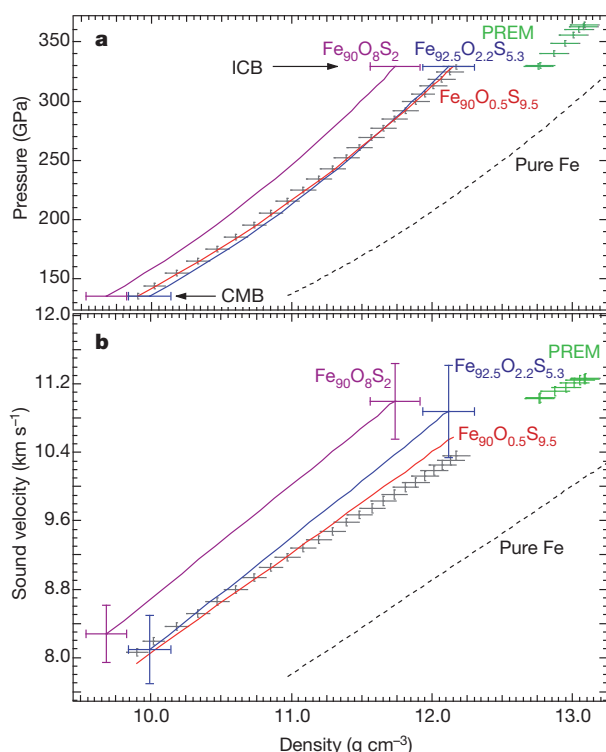 a
PREM
Fe₉₀O₈S₂
Fe₉₂.₅O₂.₂S₅.₃
ICB
Fe₉₀O₀.₅S₉.₅
Pure Fe
CMB
Pressure (GPa)
350
300
250
200
150
12.0
b
PREM
Fe₉₀O₈S₂
Fe₉₂.₅O₂.₂S₅.₃
Fe₉₀O₀.₅S₉.₅
Pure Fe
Sound velocity (km s⁻¹)
11.2
10.4
9.6
8.8
8.0
10.0
11.0
12.0
13.0
Density (g cm⁻³)